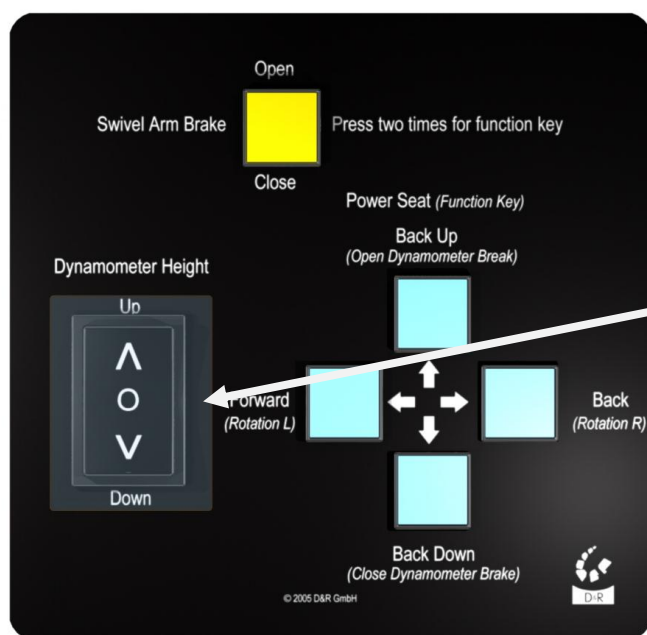 Open
Swivel Arm Brake
Press two times for function key
Close
Power Seat (Function Key)
Back Up
(Open Dynamometer Break)
Dynamometer Height
Up
Down
Forward
(Rotation L)
Back
(Rotation R)
Back Down
(Close Dynamometer Brake)
© 2005 D&R GmbH
D&R